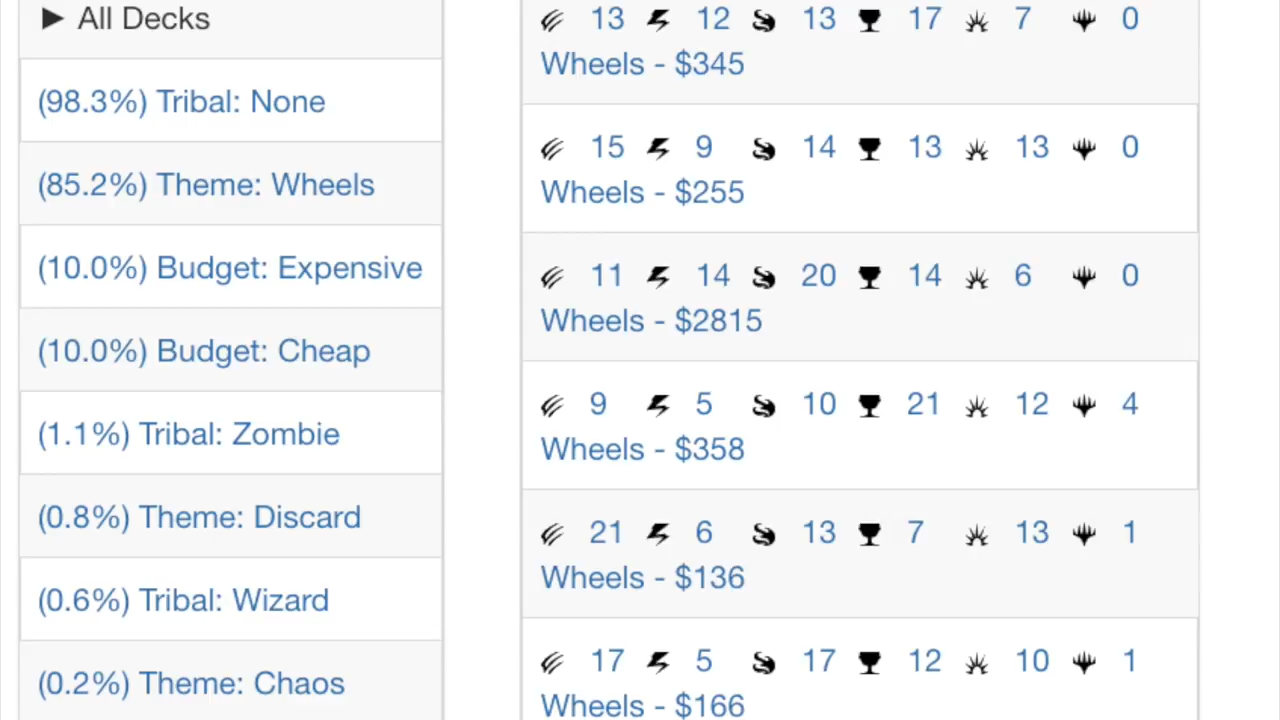 ► All Decks
(98.3%) Tribal: None
(85.2%) Theme: Wheels
(10.0%) Budget: Expensive
(10.0%) Budget: Cheap
(1.1%) Tribal: Zombie
(0.8%) Theme: Discard
(0.6%) Tribal: Wizard
(0.2%) Theme: Chaos
13 12 13 17 7 0
Wheels - $345
15 9 14 13 13 0
Wheels - $255
11 14 20 14 6 0
Wheels - $2815
9 5 10 21 12 4
Wheels - $358
21 6 13 7 13 1
Wheels - $136
17 5 17 12 10 1
Wheels - $166